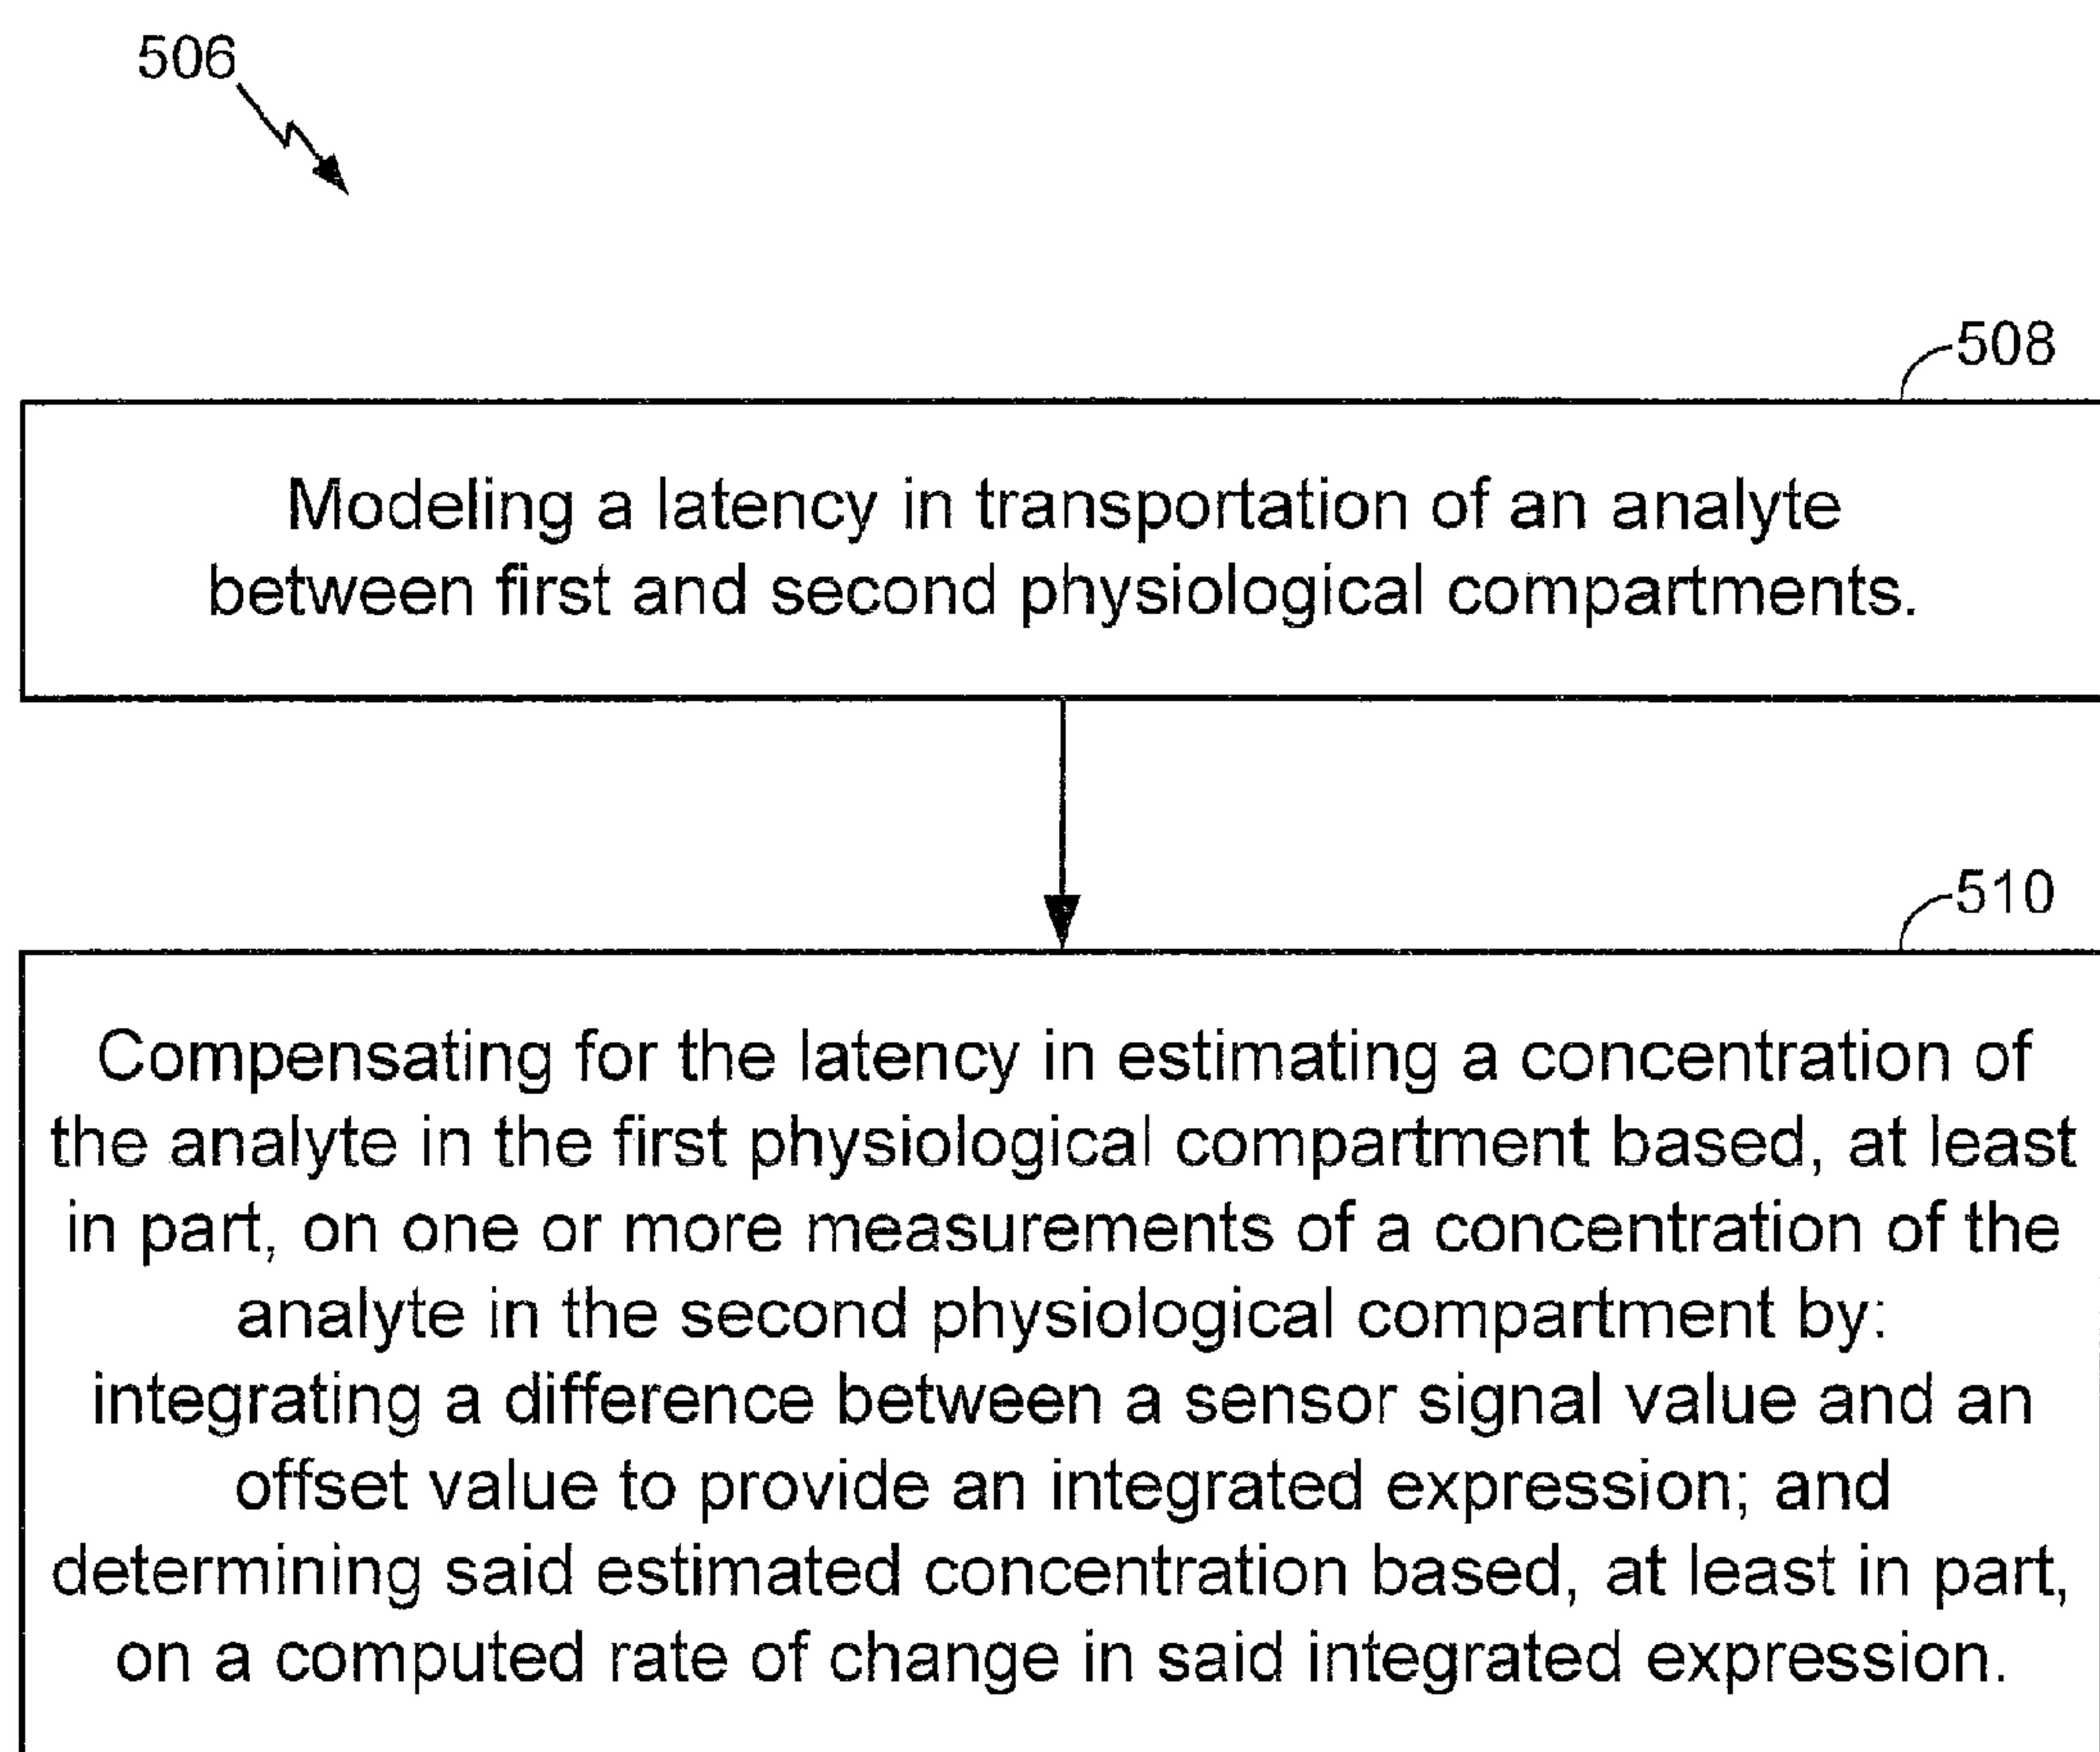 506
508
Modeling a latency in transportation of an analyte
between first and second physiological compartments.
510
Compensating for the latency in estimating a concentration of
the analyte in the first physiological compartment based, at least
in part, on one or more measurements of a concentration of the
analyte in the second physiological compartment by:
integrating a difference between a sensor signal value and an
offset value to provide an integrated expression; and
determining said estimated concentration based, at least in part,
on a computed rate of change in said integrated expression.